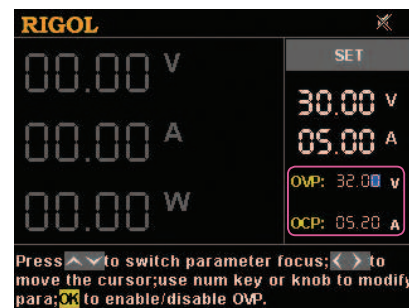 RIGOL
00.00 V
00.00 A
00.00 W
SET
30.00 V
05.00 A
OVP: 32.00 V
OCP: 05.20 A
Press to switch parameter
focus; to
move the cursor;use num key or knob to modify
para;OK to enable/disable OVP.